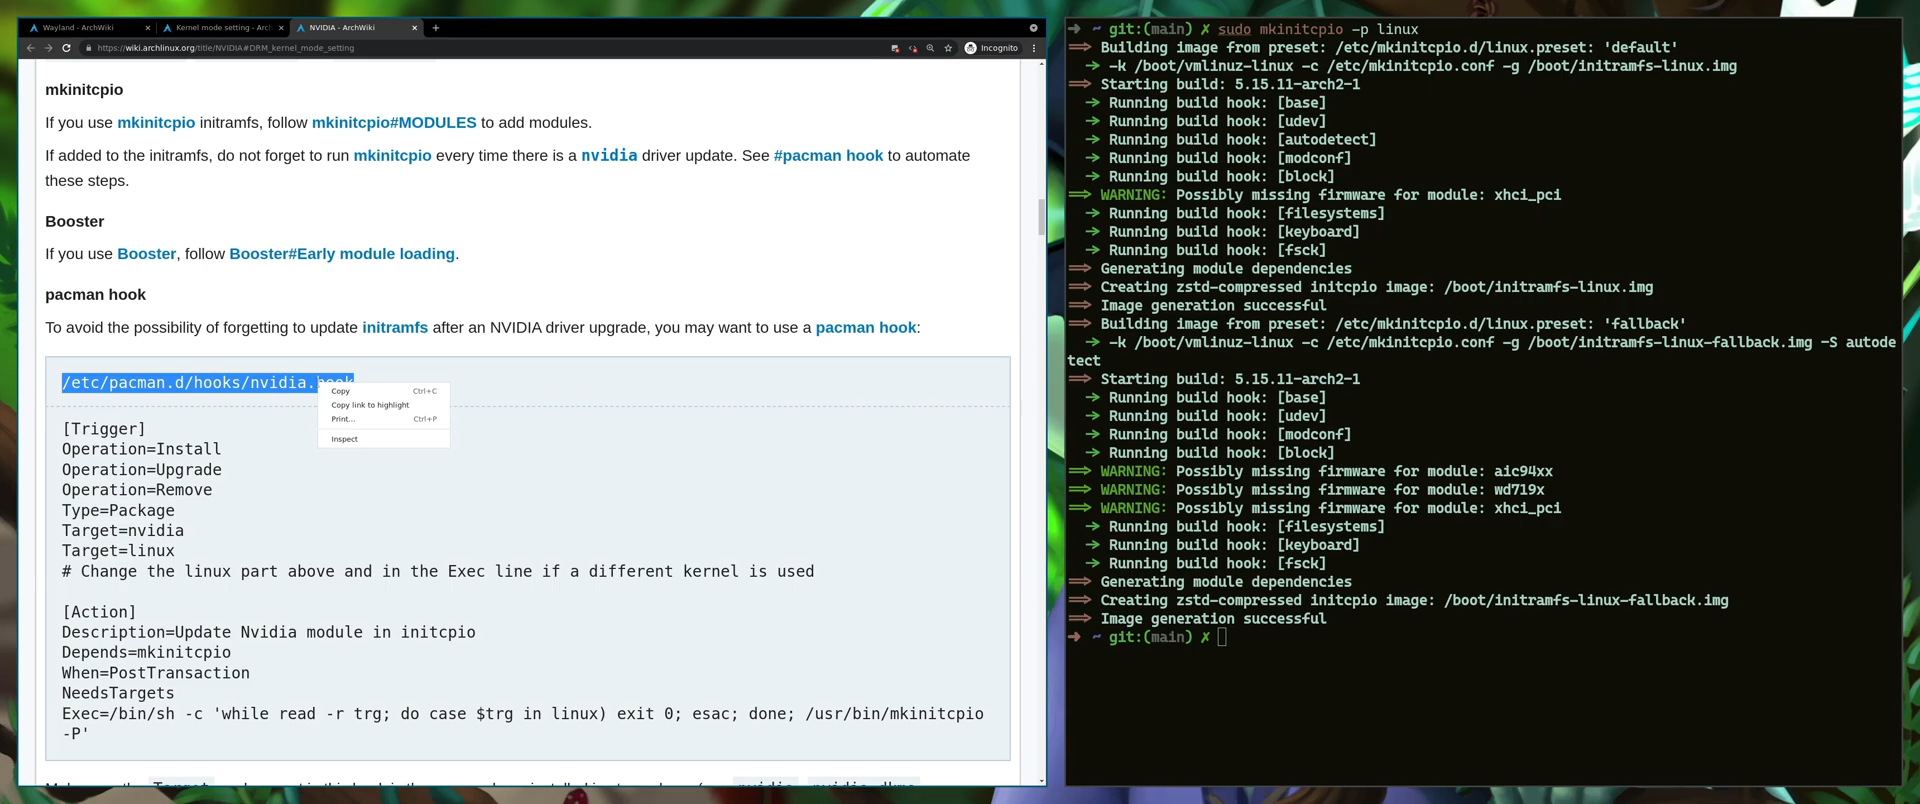 Wayland - ArchWiki
Kernel mode setting - Arc
NVIDIA - ArchWiki
https://wiki.archlinux.org/title/NVIDIA#DRM_kernel_mode_setting
Incognito
mkinitcpio
If you use mkinitcpio initramfs, follow mkinitcpio#MODULES to add modules.
If added to the initramfs, do not forget to run mkinitcpio every time there is a nvidia driver update. See #pacman hook to automate
these steps.
Booster
If you use Booster, follow Booster#Early module loading.
pacman hook
To avoid the possibility of forgetting to update initramfs after an NVIDIA driver upgrade, you may want to use a pacman hook:
/etc/pacman.d/hooks/nvidia.hook
Copy Ctrl+C
Copy link to highlight
Print... Ctrl+P
Inspect
[Trigger]
Operation=Install
Operation=Upgrade
Operation=Remove
Type=Package
Target=nvidia
Target=linux
# Change the linux part above and in the Exec line if a different kernel is used
[Action]
Description=Update Nvidia module in initcpio
Depends=mkinitcpio
When=PostTransaction
NeedsTargets
Exec=/bin/sh -c 'while read -r trg; do case $trg in linux) exit 0; esac; done; /usr/bin/mkinitcpio
-P'
➜ ~ git:(main) ✗ sudo mkinitcpio -p linux
==> Building image from preset: /etc/mkinitcpio.d/linux.preset: 'default'
-> -k /boot/vmlinuz-linux -c /etc/mkinitcpio.conf -g /boot/initramfs-linux.img
==> Starting build: 5.15.11-arch2-1
-> Running build hook: [base]
-> Running build hook: [udev]
-> Running build hook: [autodetect]
-> Running build hook: [modconf]
-> Running build hook: [block]
==> WARNING: Possibly missing firmware for module: xhci_pci
-> Running build hook: [filesystems]
-> Running build hook: [keyboard]
-> Running build hook: [fsck]
==> Generating module dependencies
==> Creating zstd-compressed initcpio image: /boot/initramfs-linux.img
==> Image generation successful
==> Building image from preset: /etc/mkinitcpio.d/linux.preset: 'fallback'
-> -k /boot/vmlinuz-linux -c /etc/mkinitcpio.conf -g /boot/initramfs-linux-fallback.img -S autode
tect
==> Starting build: 5.15.11-arch2-1
-> Running build hook: [base]
-> Running build hook: [udev]
-> Running build hook: [modconf]
-> Running build hook: [block]
==> WARNING: Possibly missing firmware for module: aic94xx
==> WARNING: Possibly missing firmware for module: wd719x
==> WARNING: Possibly missing firmware for module: xhci_pci
-> Running build hook: [filesystems]
-> Running build hook: [keyboard]
-> Running build hook: [fsck]
==> Generating module dependencies
==> Creating zstd-compressed initcpio image: /boot/initramfs-linux-fallback.img
==> Image generation successful
➜ ~ git:(main) ✗